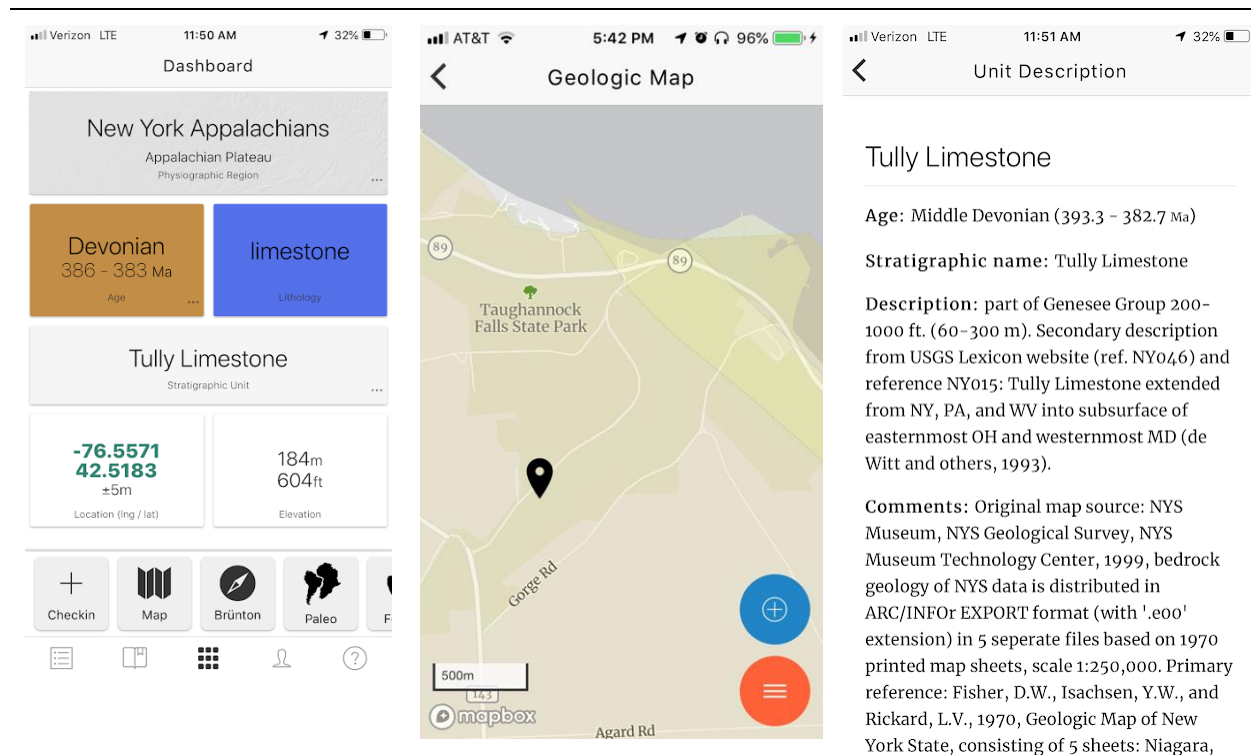 Verizon LTE
11:50 AM
32%
Dashboard
New York Appalachians
Appalachian Plateau
Physiographic Region
...
Devonian
386 - 383 Ma
Age
...
limestone
Lithology
Tully Limestone
Stratigraphic Unit
...
-76.5571
42.5183
±5m
Location (lng / lat)
184m
604ft
Elevation
Checkin
Map
Brünton
Paleo
AT&T
5:42 PM
96%
Geologic Map
89
89
Taughannock
Falls State Park
Gorge Rd
500m
143
mapbox
Agard Rd
Verizon LTE
11:51 AM
32%
Unit Description
Tully Limestone
Age: Middle Devonian (393.3 - 382.7 Ma)
Stratigraphic name: Tully Limestone
Description: part of Genesee Group 200-
1000 ft. (60-300 m). Secondary description
from USGS Lexicon website (ref. NY046) and
reference NY015: Tully Limestone extended
from NY, PA, and WV into subsurface of
easternmost OH and westernmost MD (de
Witt and others, 1993).
Comments: Original map source: NYS
Museum, NYS Geological Survey, NYS
Museum Technology Center, 1999, bedrock
geology of NYS data is distributed in
ARC/INFOr EXPORT format (with '.e00'
extension) in 5 seperate files based on 1970
printed map sheets, scale 1:250,000. Primary
reference: Fisher, D.W., Isachsen, Y.W., and
Rickard, L.V., 1970, Geologic Map of New
York State, consisting of 5 sheets: Niagara,